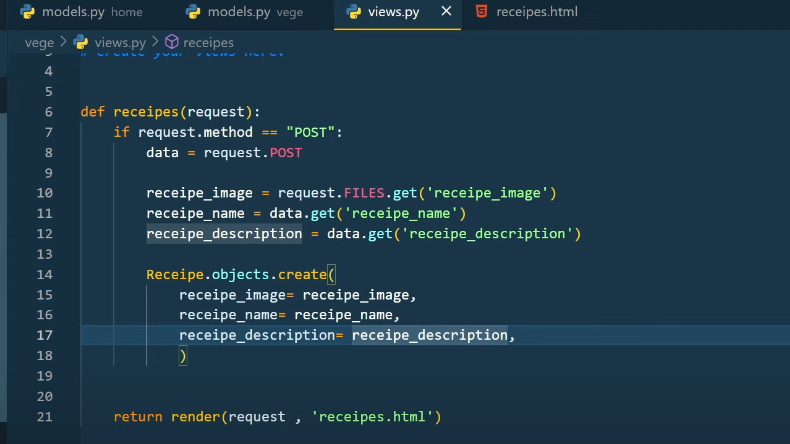 models.py home models.py vege views.py receipes.html
vege > views.py > receipes
3 # Create your views here.
4
5
6 def receipes(request):
7 if request.method == "POST":
8 data = request.POST
9
10 receipe_image = request.FILES.get('receipe_image')
11 receipe_name = data.get('receipe_name')
12 receipe_description = data.get('receipe_description')
13
14 Receipe.objects.create(
15 receipe_image= receipe_image,
16 receipe_name= receipe_name,
17 receipe_description= receipe_description,
18 )
19
20
21 return render(request , 'receipes.html')